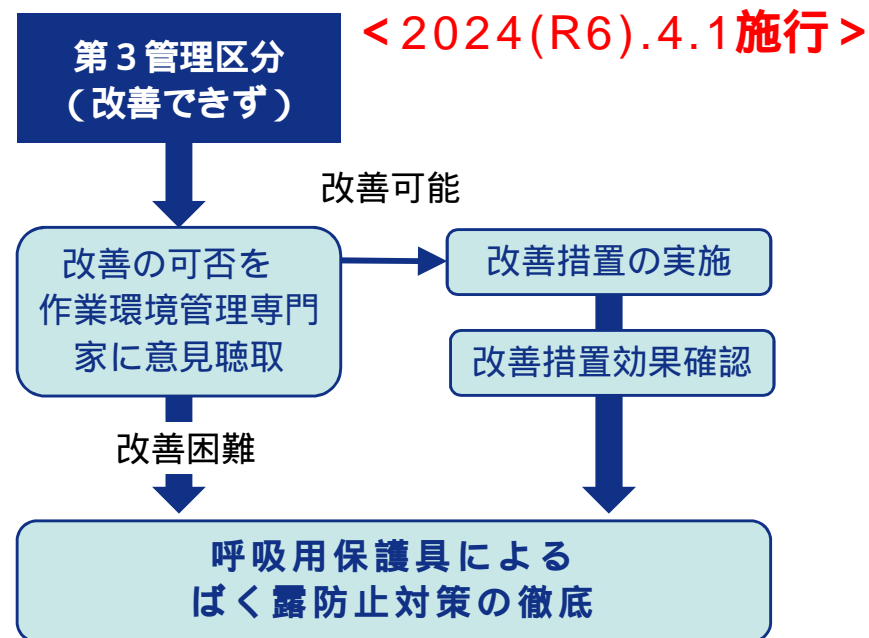 第３管理区分
（改善できず）
<2024(R6).4.1施行>
改善可能
改善の可否を
作業環境管理専門
家に意見聴取
改善措置の実施
改善措置効果確認
改善困難
呼吸用保護具による
ばく露防止対策の徹底